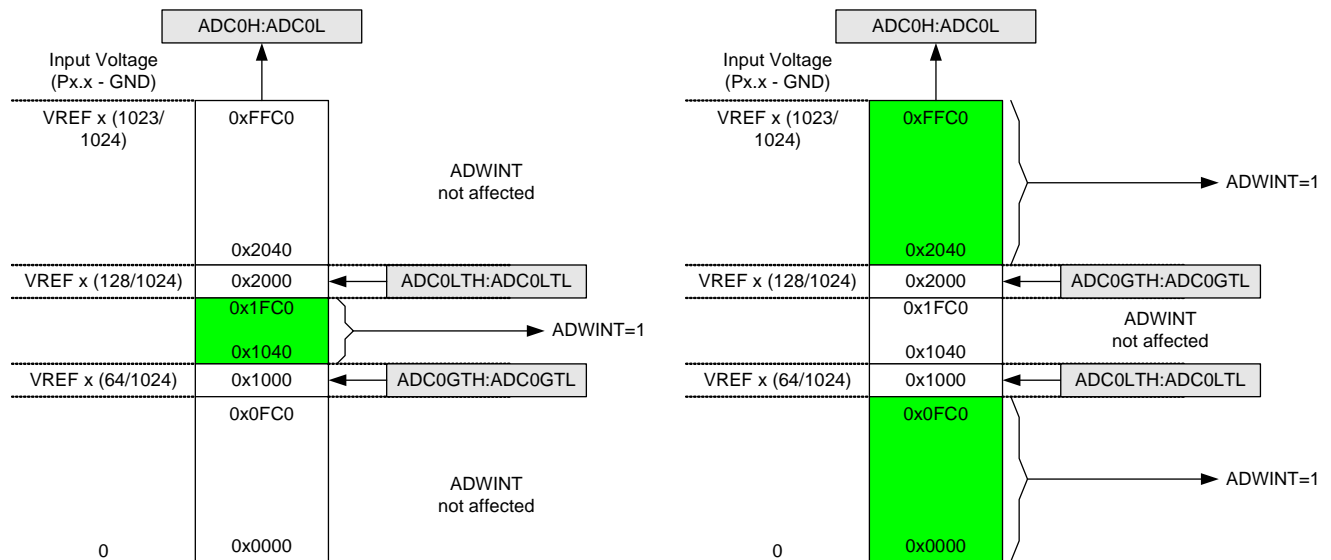 ADC0H:ADC0L
Input Voltage
(Px.x - GND)
VREF x (1023/
1024)
0xFFC0
ADWINT
not affected
0x2040
VREF x (128/1024)
0x2000
ADC0LTH:ADC0LTL
0x1FC0
ADWINT=1
0x1040
VREF x (64/1024)
0x1000
ADC0GTH:ADC0GTL
0x0FC0
ADWINT
not affected
0
0x0000
ADC0H:ADC0L
Input Voltage
(Px.x - GND)
VREF x (1023/
1024)
0xFFC0
ADWINT=1
0x2040
VREF x (128/1024)
0x2000
ADC0GTH:ADC0GTL
0x1FC0
ADWINT
not affected
0x1040
VREF x (64/1024)
0x1000
ADC0LTH:ADC0LTL
0x0FC0
ADWINT=1
0
0x0000